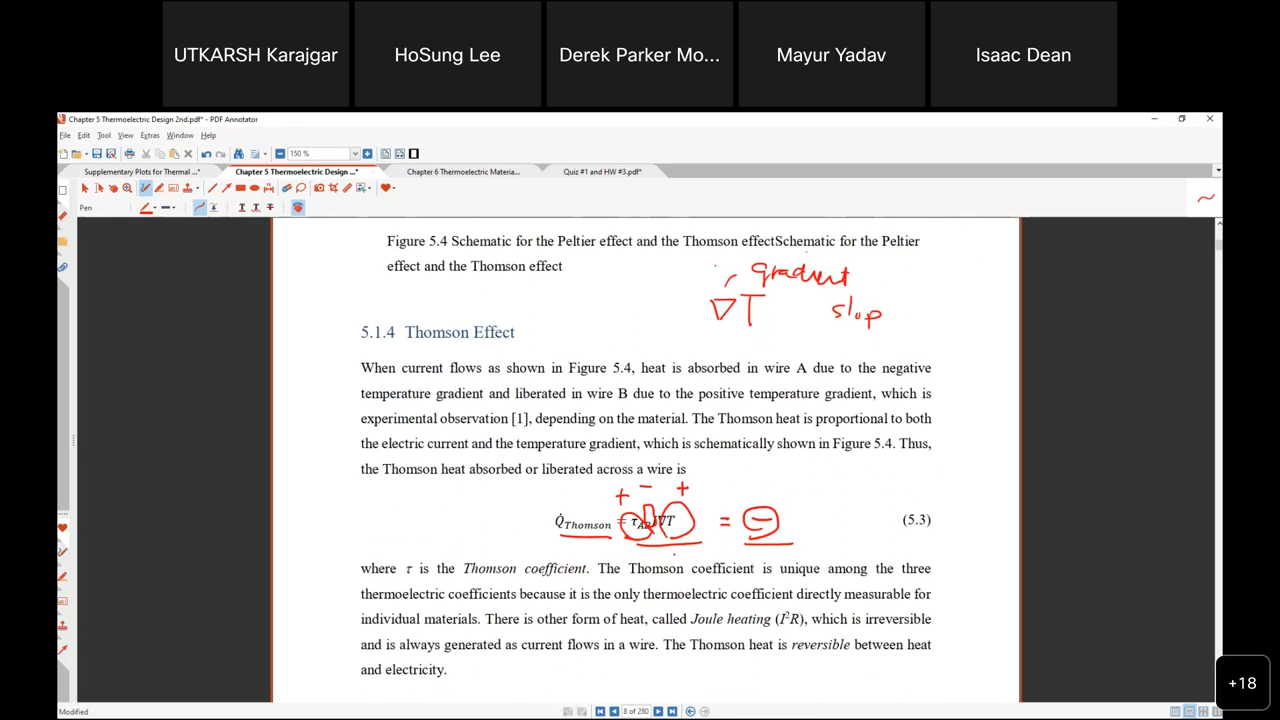 UTKARSH Karajgar
HoSung Lee
Derek Parker Mo...
Mayur Yadav
Isaac Dean
Chapter 5 Thermoelectric Design 2nd.pdf* - PDF Annotator
File Edit Tool View Extras Window Help
150 %
Supplementary Plots for Thermal ...*
Chapter 5 Thermoelectric Design ...*
Chapter 6 Thermoelectric Materia...
Quiz #1 and HW #3.pdf*
Pen
Figure 5.4 Schematic for the Peltier effect and the Thomson effectSchematic for the Peltier
effect and the Thomson effect
gradient
∇T
slop
5.1.4 Thomson Effect
When current flows as shown in Figure 5.4, heat is absorbed in wire A due to the negative
temperature gradient and liberated in wire B due to the positive temperature gradient, which is
experimental observation [1], depending on the material. The Thomson heat is proportional to both
the electric current and the temperature gradient, which is schematically shown in Figure 5.4. Thus,
the Thomson heat absorbed or liberated across a wire is
+ − +
Q̇Thomson = τAB I∇T = −
(5.3)
where τ is the Thomson coefficient. The Thomson coefficient is unique among the three
thermoelectric coefficients because it is the only thermoelectric coefficient directly measurable for
individual materials. There is other form of heat, called Joule heating (I²R), which is irreversible
and is always generated as current flows in a wire. The Thomson heat is reversible between heat
and electricity.
Modified
8 of 280
+18